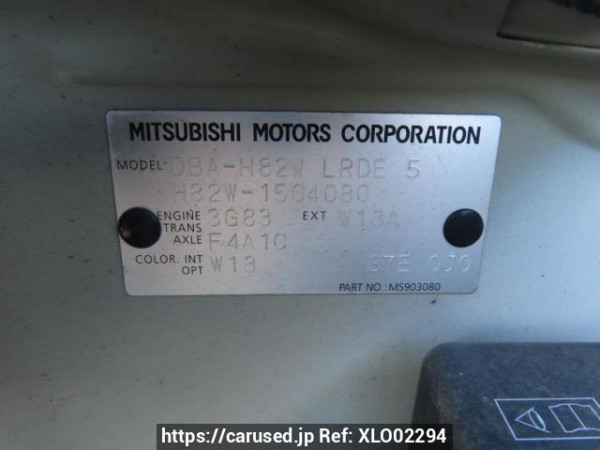 MITSUBISHI MOTORS CORPORATION
MODEL DBA-H82W LRDE 5
H82W-1504080
ENGINE 3G83 EXT W13A
TRANS
AXLE F4A1C
COLOR. INT
OPT W13 37E 030
PART NO.: MS903080
https://carused.jp Ref: XLO02294